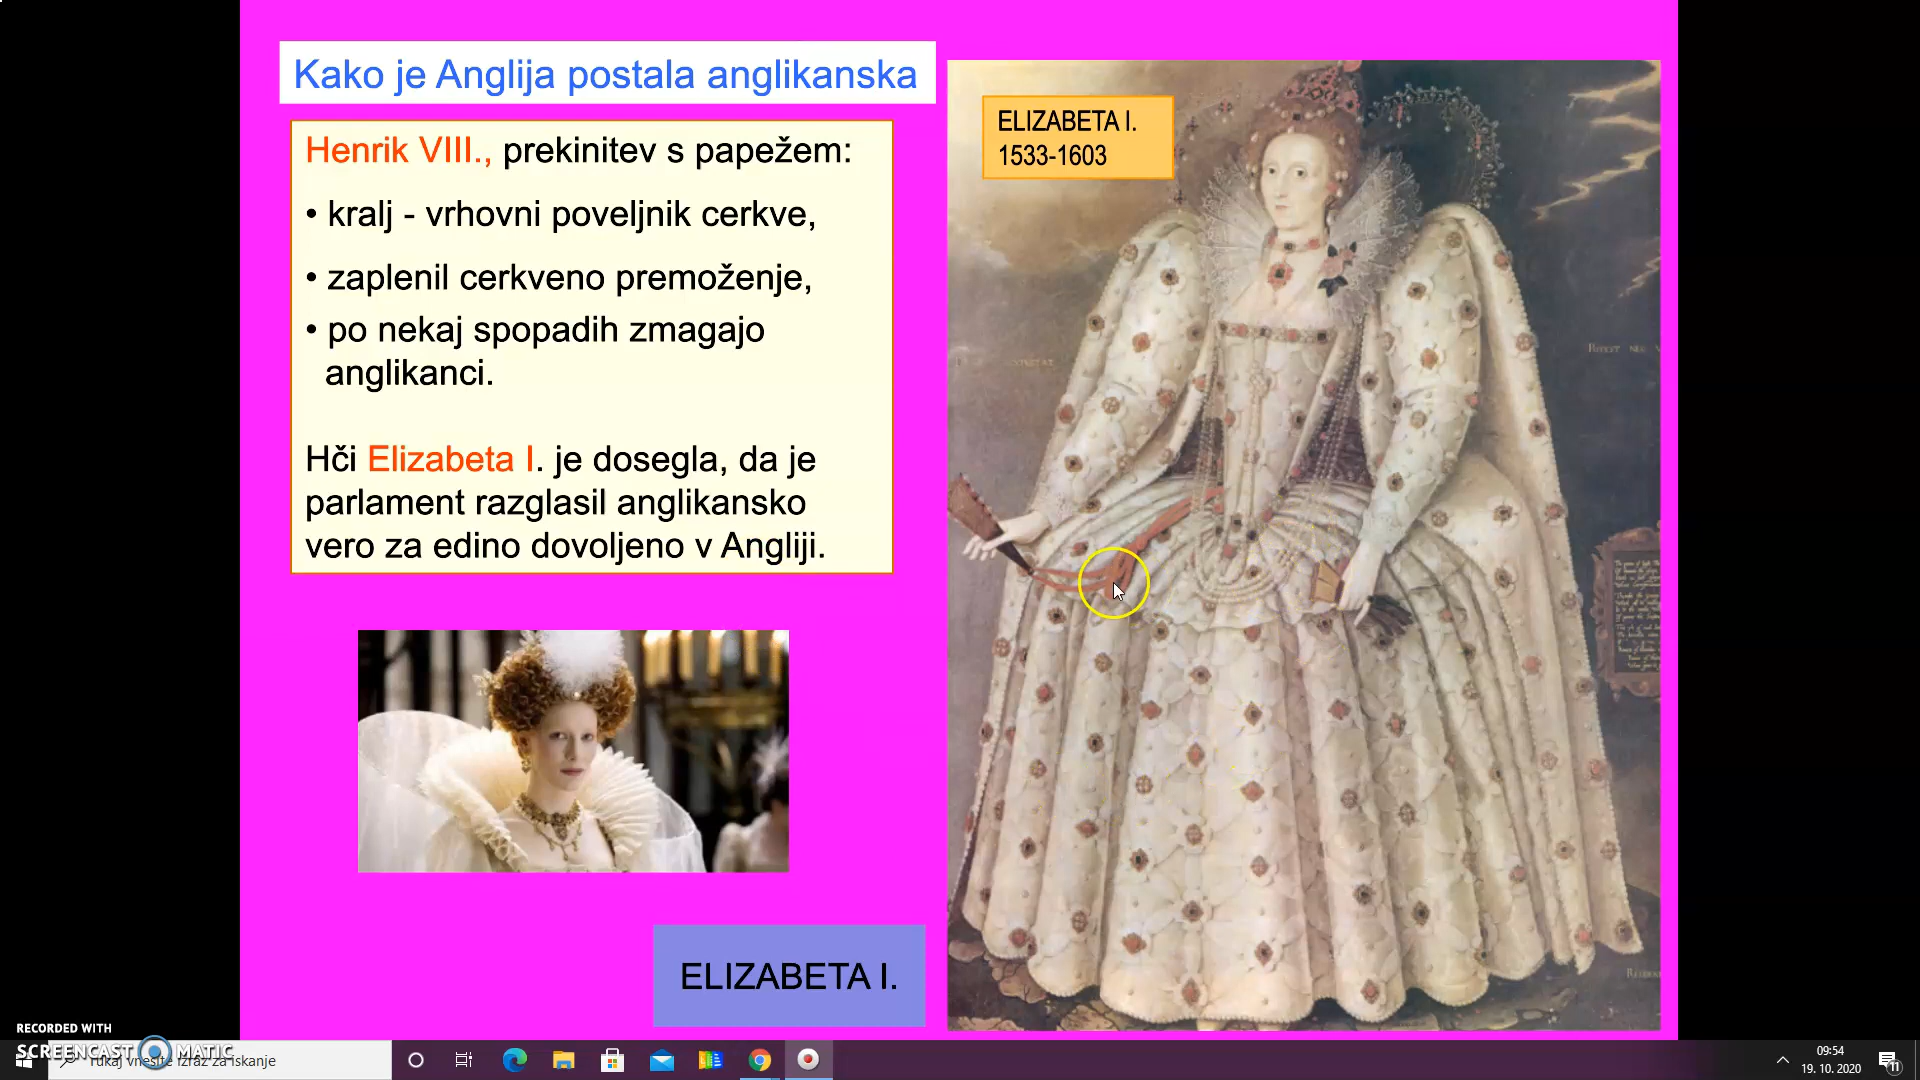 Kako je Anglija postala anglikanska
Henrik VIII., prekinitev s papežem:
• kralj - vrhovni poveljnik cerkve,
• zaplenil cerkveno premoženje,
• po nekaj spopadih zmagajo
anglikanci.
Hči Elizabeta I. je dosegla, da je
parlament razglasil anglikansko
vero za edino dovoljeno v Angliji.
ELIZABETA I.
1533-1603
ELIZABETA I.
RECORDED WITH
SCREENCAST MATIC
Tukaj vnesite izraz za iskanje
09:54
19. 10. 2020
11